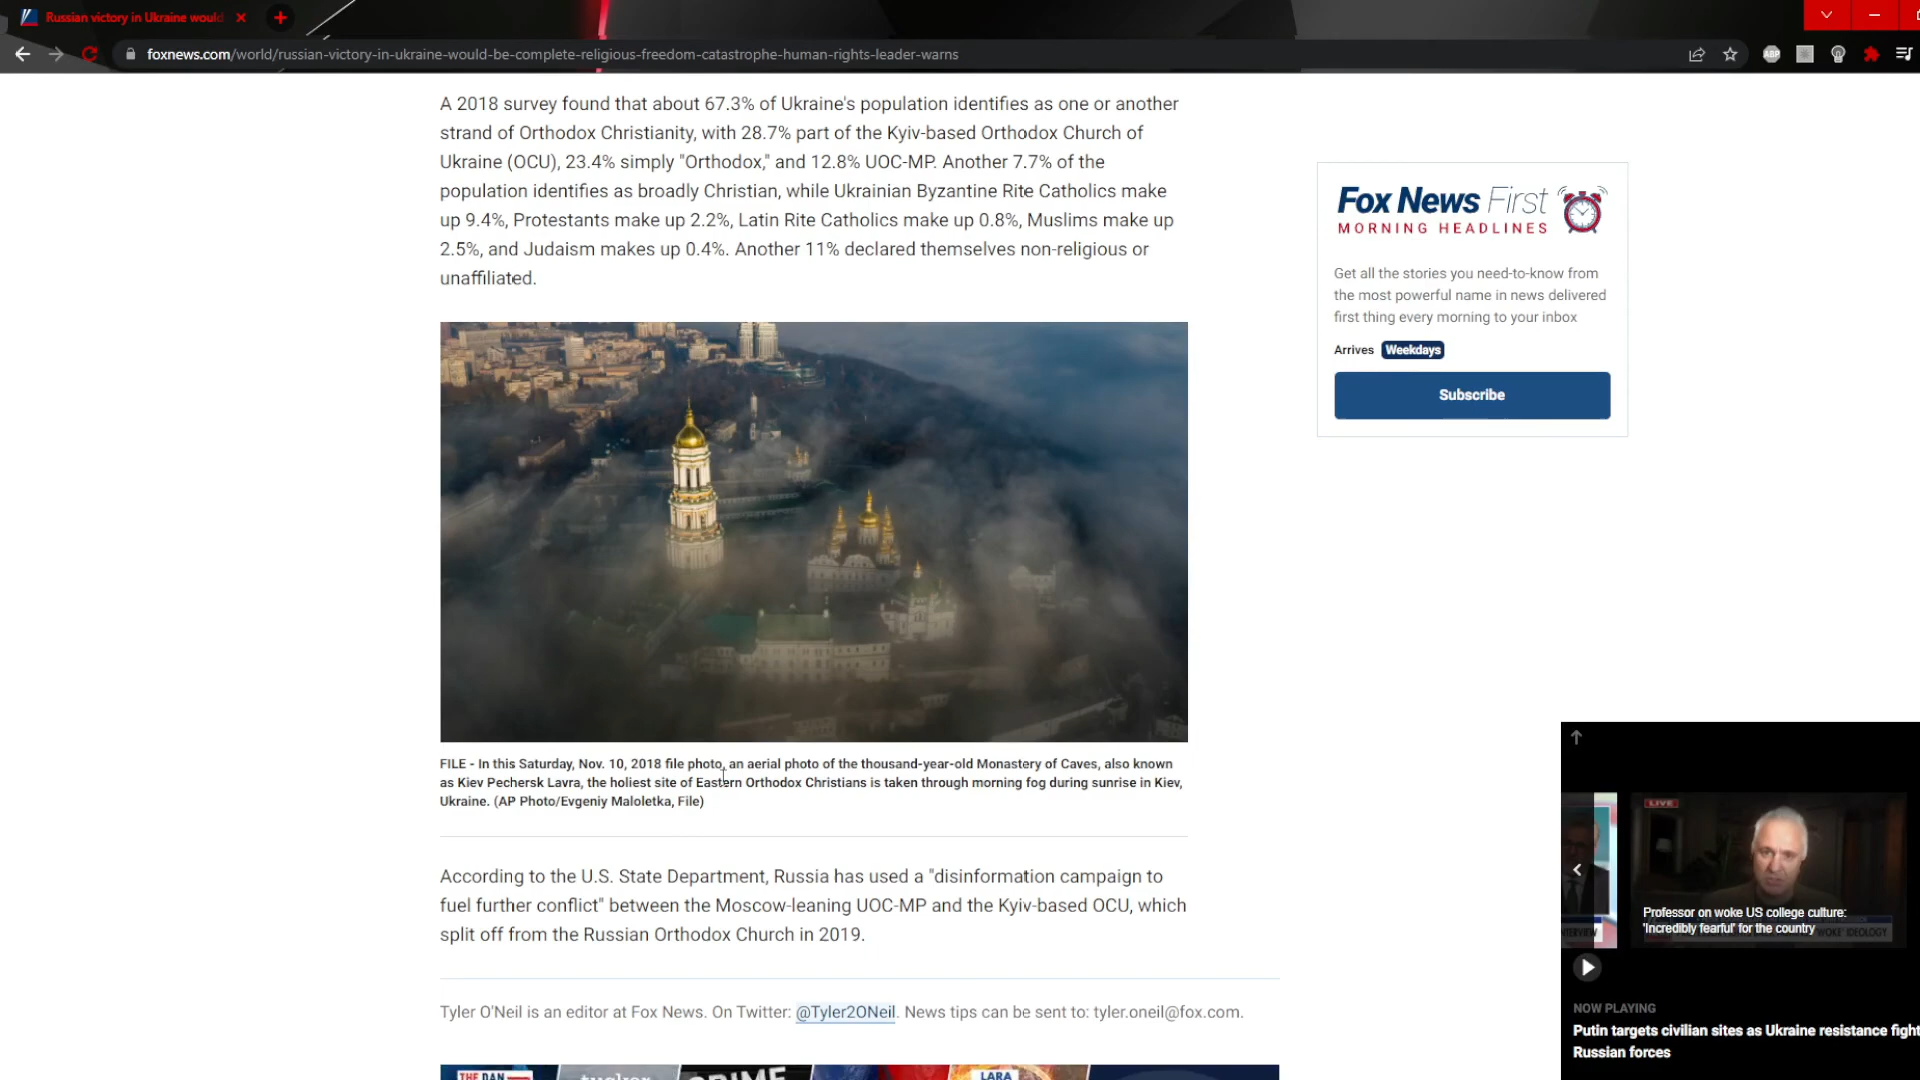 Russian victory in Ukraine would
foxnews.com/world/russian-victory-in-ukraine-would-be-complete-religious-freedom-catastrophe-human-rights-leader-warns
ABP
A 2018 survey found that about 67.3% of Ukraine's population identifies as one or another
strand of Orthodox Christianity, with 28.7% part of the Kyiv-based Orthodox Church of
Ukraine (OCU), 23.4% simply "Orthodox," and 12.8% UOC-MP. Another 7.7% of the
population identifies as broadly Christian, while Ukrainian Byzantine Rite Catholics make
up 9.4%, Protestants make up 2.2%, Latin Rite Catholics make up 0.8%, Muslims make up
2.5%, and Judaism makes up 0.4%. Another 11% declared themselves non-religious or
unaffiliated.
FILE - In this Saturday, Nov. 10, 2018 file photo, an aerial photo of the thousand-year-old Monastery of Caves, also known
as Kiev Pechersk Lavra, the holiest site of Eastern Orthodox Christians is taken through morning fog during sunrise in Kiev,
Ukraine. (AP Photo/Evgeniy Maloletka, File)
According to the U.S. State Department, Russia has used a "disinformation campaign to
fuel further conflict" between the Moscow-leaning UOC-MP and the Kyiv-based OCU, which
split off from the Russian Orthodox Church in 2019.
Tyler O'Neil is an editor at Fox News. On Twitter: @Tyler2ONeil. News tips can be sent to: tyler.oneil@fox.com.
THE DAN
tucker
CRIME
LARA
Fox News First
MORNING HEADLINES
Get all the stories you need-to-know from
the most powerful name in news delivered
first thing every morning to your inbox
Arrives Weekdays
Subscribe
LIVE
Professor on woke US college culture:
'Incredibly fearful' for the country
'WOKE' IDEOLOGY
NOW PLAYING
Putin targets civilian sites as Ukraine resistance fight
Russian forces